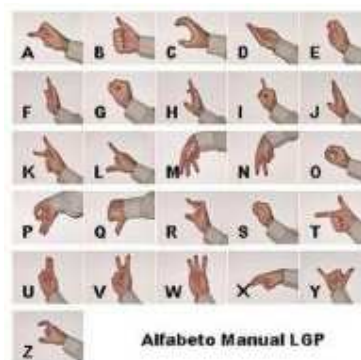 A B C D E
F G H I J
K L M N O
P Q R S T
U V W X Y
Z Alfabeto Manual LGP